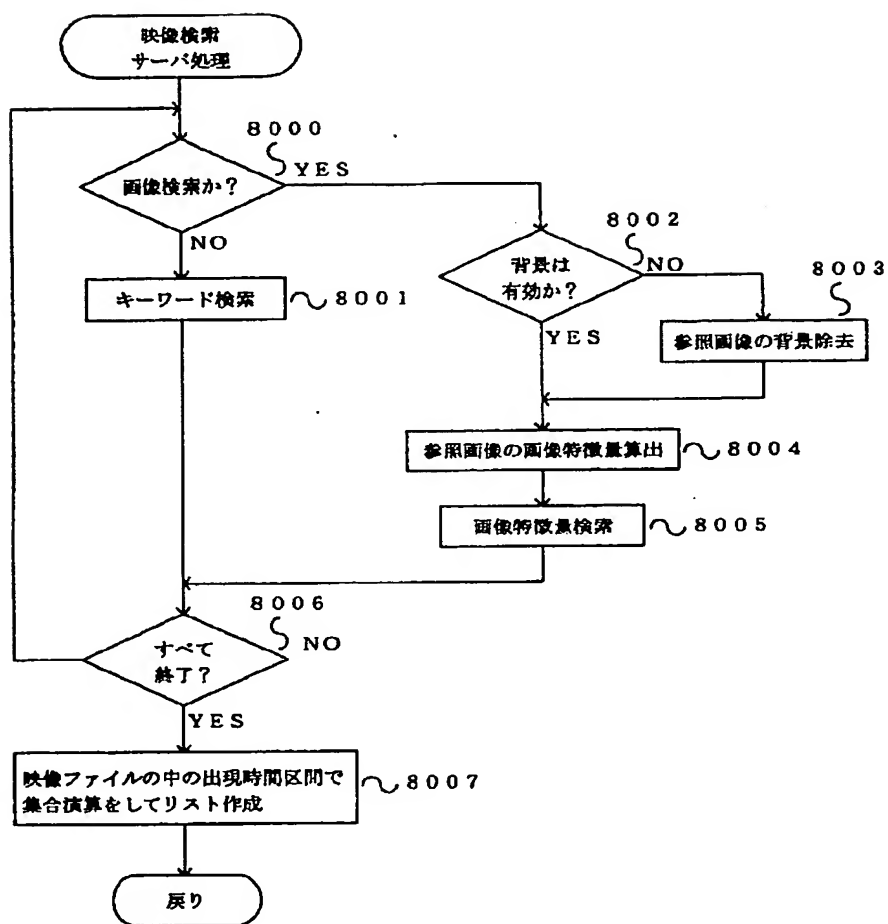 映像検索
サーバ処理
8000
画像検索か?
YES
NO
キーワード検索
8001
8002
背景は
有効か?
NO
YES
8003
参照画像の背景除去
参照画像の画像特徴量算出
8004
画像特徴量検索
8005
8006
すべて
終了?
NO
YES
映像ファイルの中の出現時間区間で
集合演算をしてリスト作成
8007
戻り